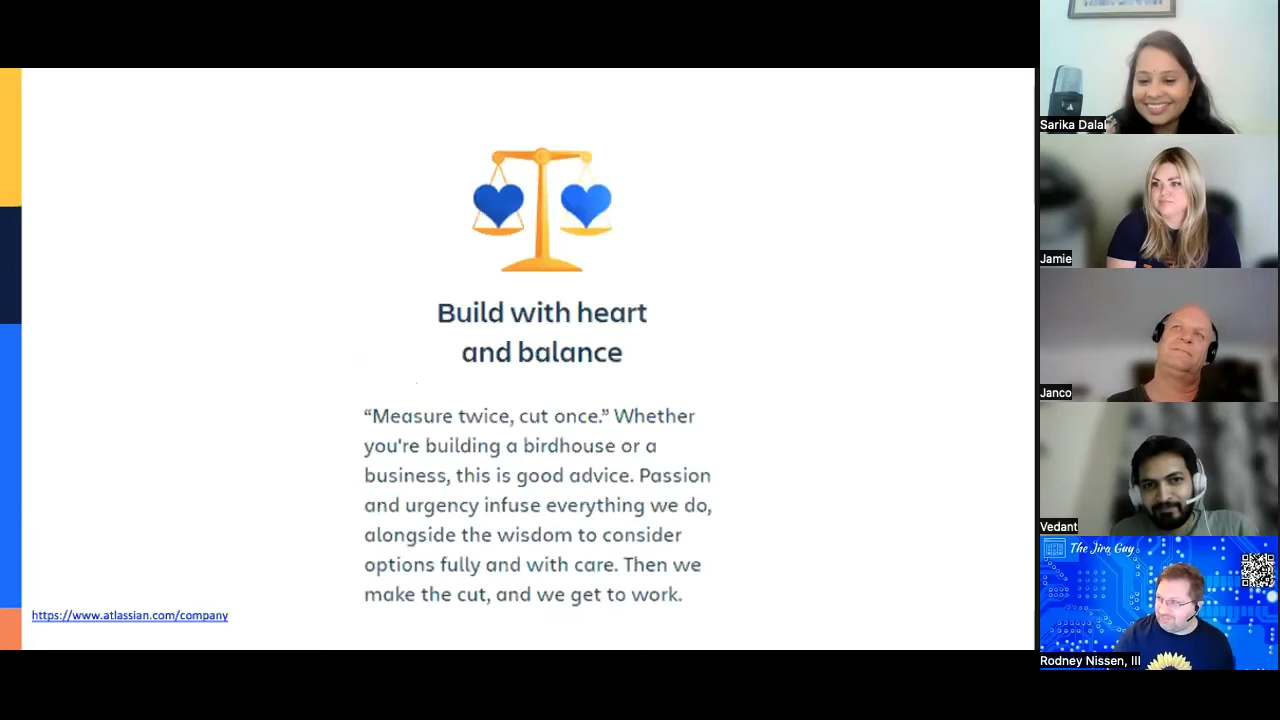 Build with heart
and balance
“Measure twice, cut once.” Whether
you're building a birdhouse or a
business, this is good advice. Passion
and urgency infuse everything we do,
alongside the wisdom to consider
options fully and with care. Then we
make the cut, and we get to work.
https://www.atlassian.com/company
Sarika Dalal
Jamie
Janco
Vedant
The Jira Guy
Rodney Nissen, III